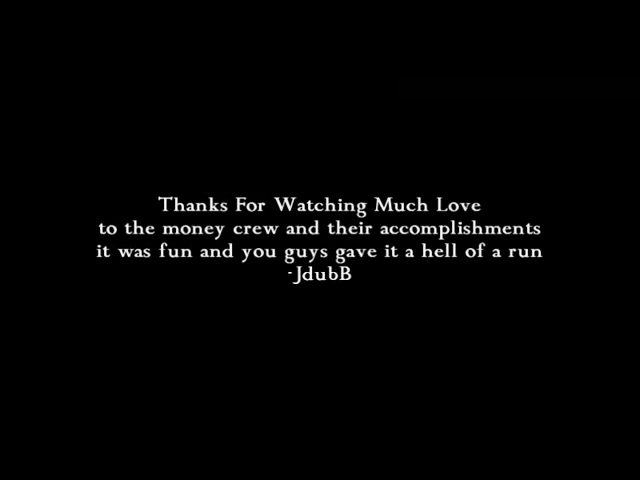 Thanks For Watching Much Love
to the money crew and their accomplishments
it was fun and you guys gave it a hell of a run
-JdubB